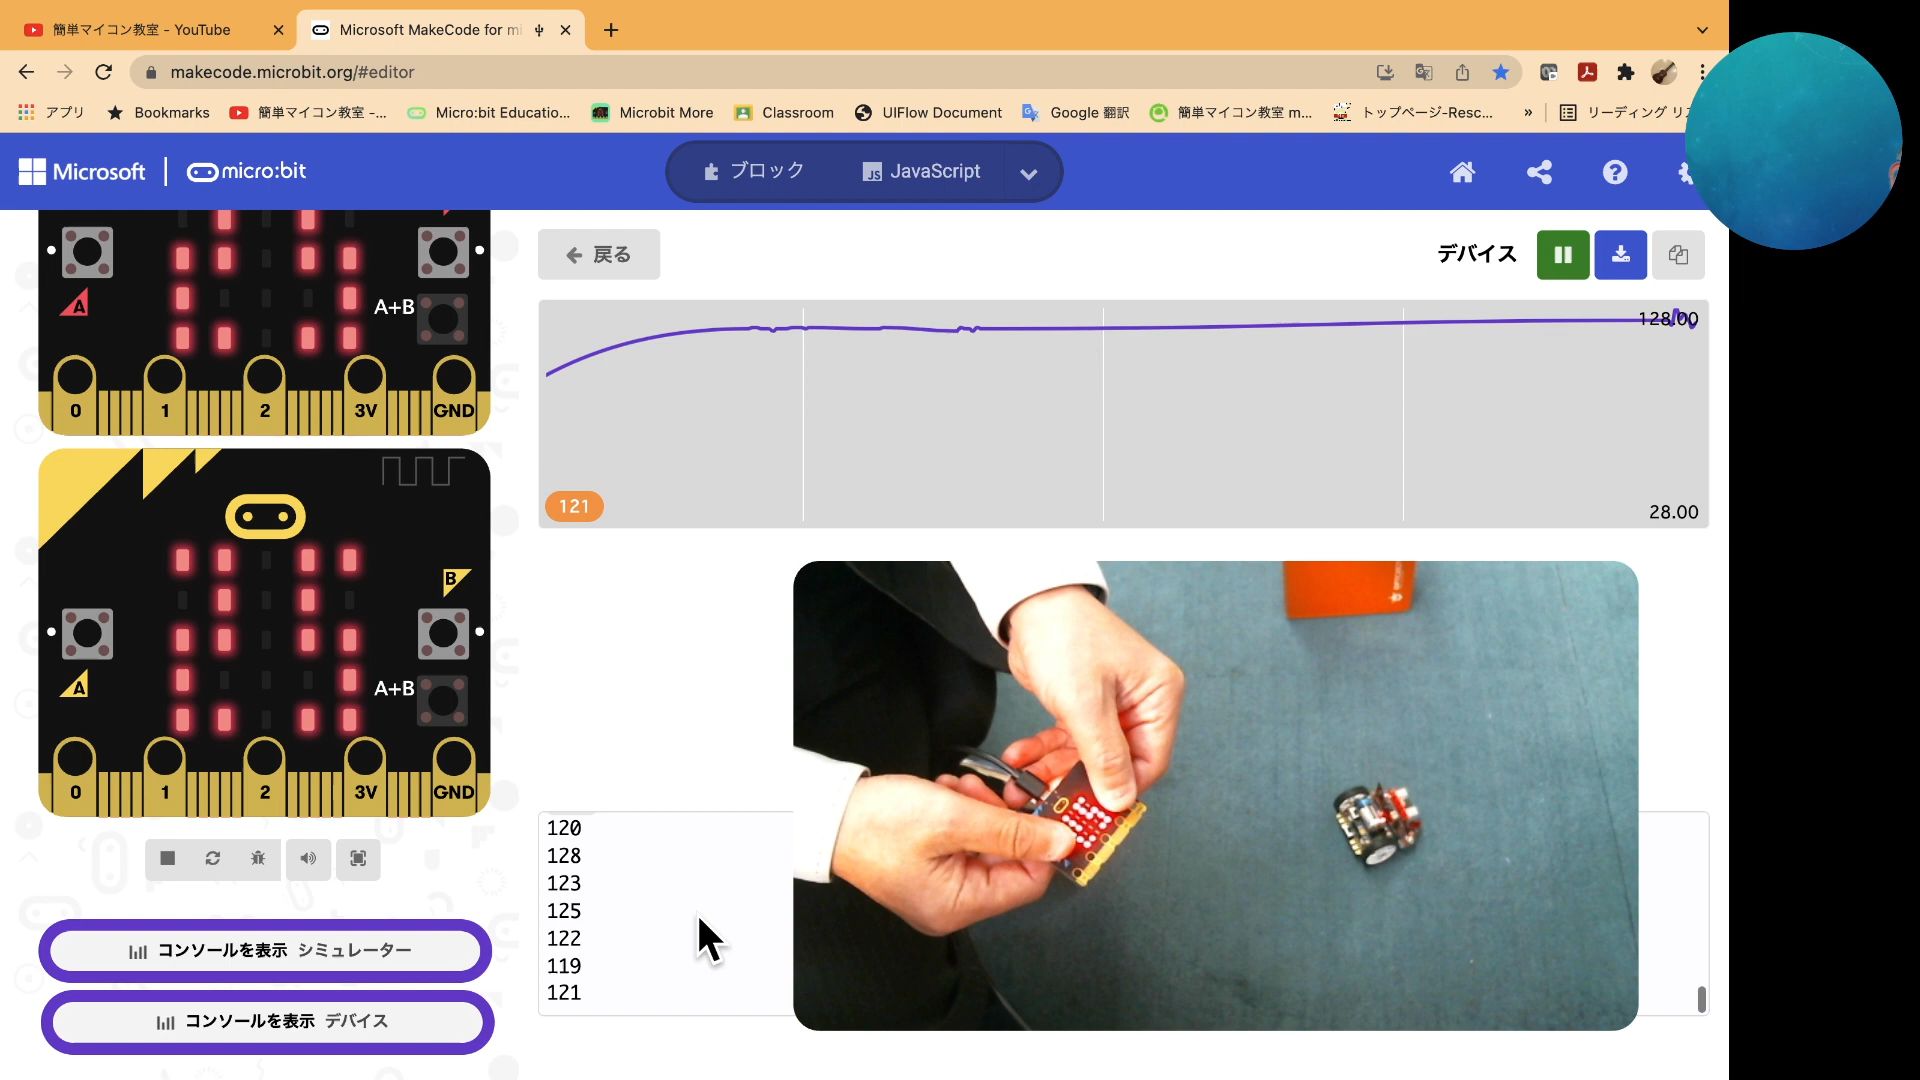 簡単マイコン教室 - YouTube
Microsoft MakeCode for mi
makecode.microbit.org/#editor
アプリ
Bookmarks
簡単マイコン教室 -...
Micro:bit Educatio...
Microbit More
Classroom
UIFlow Document
Google 翻訳
簡単マイコン教室 m...
トップページ-Resc...
»
リーディング リ
Microsoft
micro:bit
ブロック
JS JavaScript
戻る
デバイス
A
A+B
0 1 2 3V GND
128.00
121
28.00
B
A
A+B
0 1 2 3V GND
120
128
123
125
122
119
121
コンソールを表示 シミュレーター
コンソールを表示 デバイス